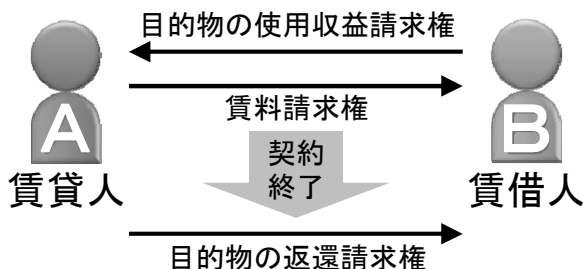 目的物の使用収益請求権
賃料請求権
A
B
契約
終了
賃貸人
賃借人
目的物の返還請求権